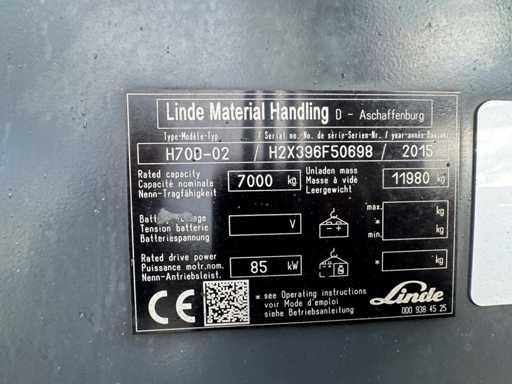 Linde Material Handling D - Aschaffenburg
Type-Modèle-Typ / Serial no. No de série-Serien-Nr. / year-année-Baujahr
H70D-02 / H2X396F50698 / 2015
Rated capacity
Capacité nominale
Nenn-Tragfähigkeit
7000 kg
Unladen mass
Masse à vide
Leergewicht
11980 kg
Battery voltage
Tension batterie
Batteriespannung
V
max.
*
min.
kg
kg
Rated drive power
Puissance motr.nom.
Nenn-Antriebsleist.
85 kW
* kg
CE
* see Operating instructions
voir Mode d'emploi
siehe Betriebsanleitung
Linde
000 938 45 25